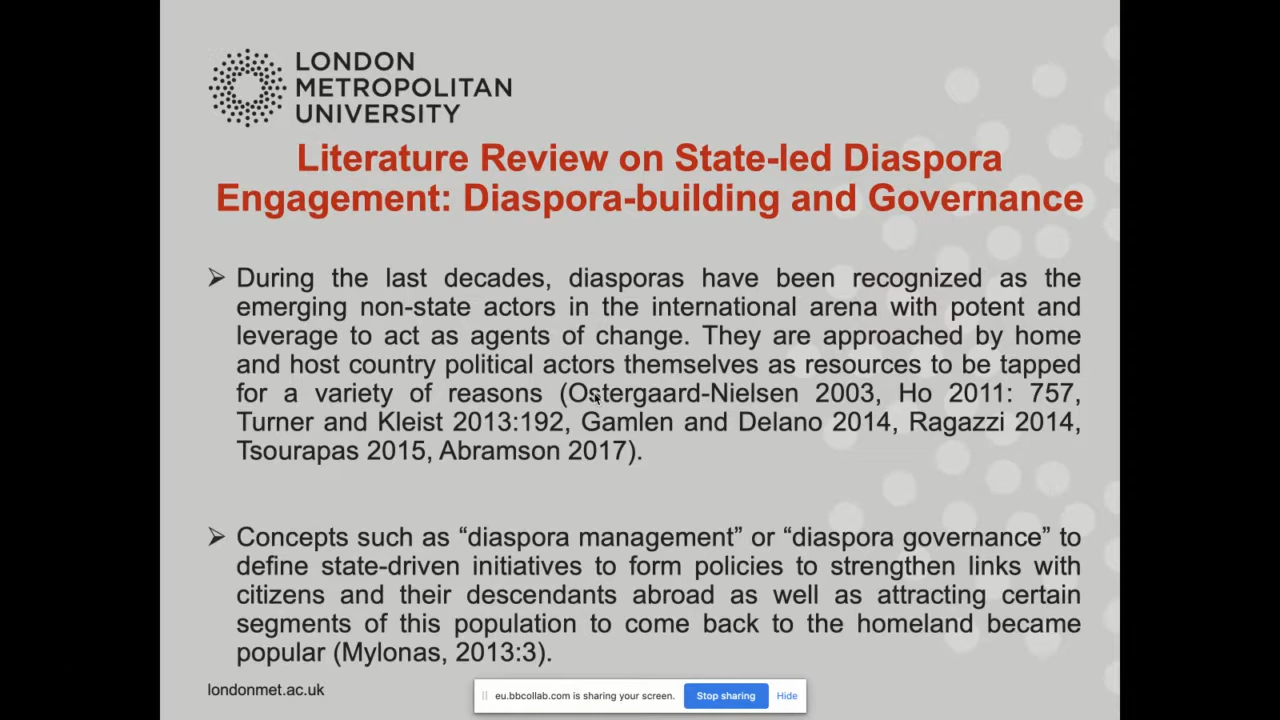 LONDON
METROPOLITAN
UNIVERSITY
Literature Review on State-led Diaspora
Engagement: Diaspora-building and Governance
During the last decades, diasporas have been recognized as the
emerging non-state actors in the international arena with potent and
leverage to act as agents of change. They are approached by home
and host country political actors themselves as resources to be tapped
for a variety of reasons (Ostergaard-Nielsen 2003, Ho 2011: 757,
Turner and Kleist 2013:192, Gamlen and Delano 2014, Ragazzi 2014,
Tsourapas 2015, Abramson 2017).
Concepts such as “diaspora management” or “diaspora governance” to
define state-driven initiatives to form policies to strengthen links with
citizens and their descendants abroad as well as attracting certain
segments of this population to come back to the homeland became
popular (Mylonas, 2013:3).
londonmet.ac.uk
eu.bbcollab.com is sharing your screen. Stop sharing Hide